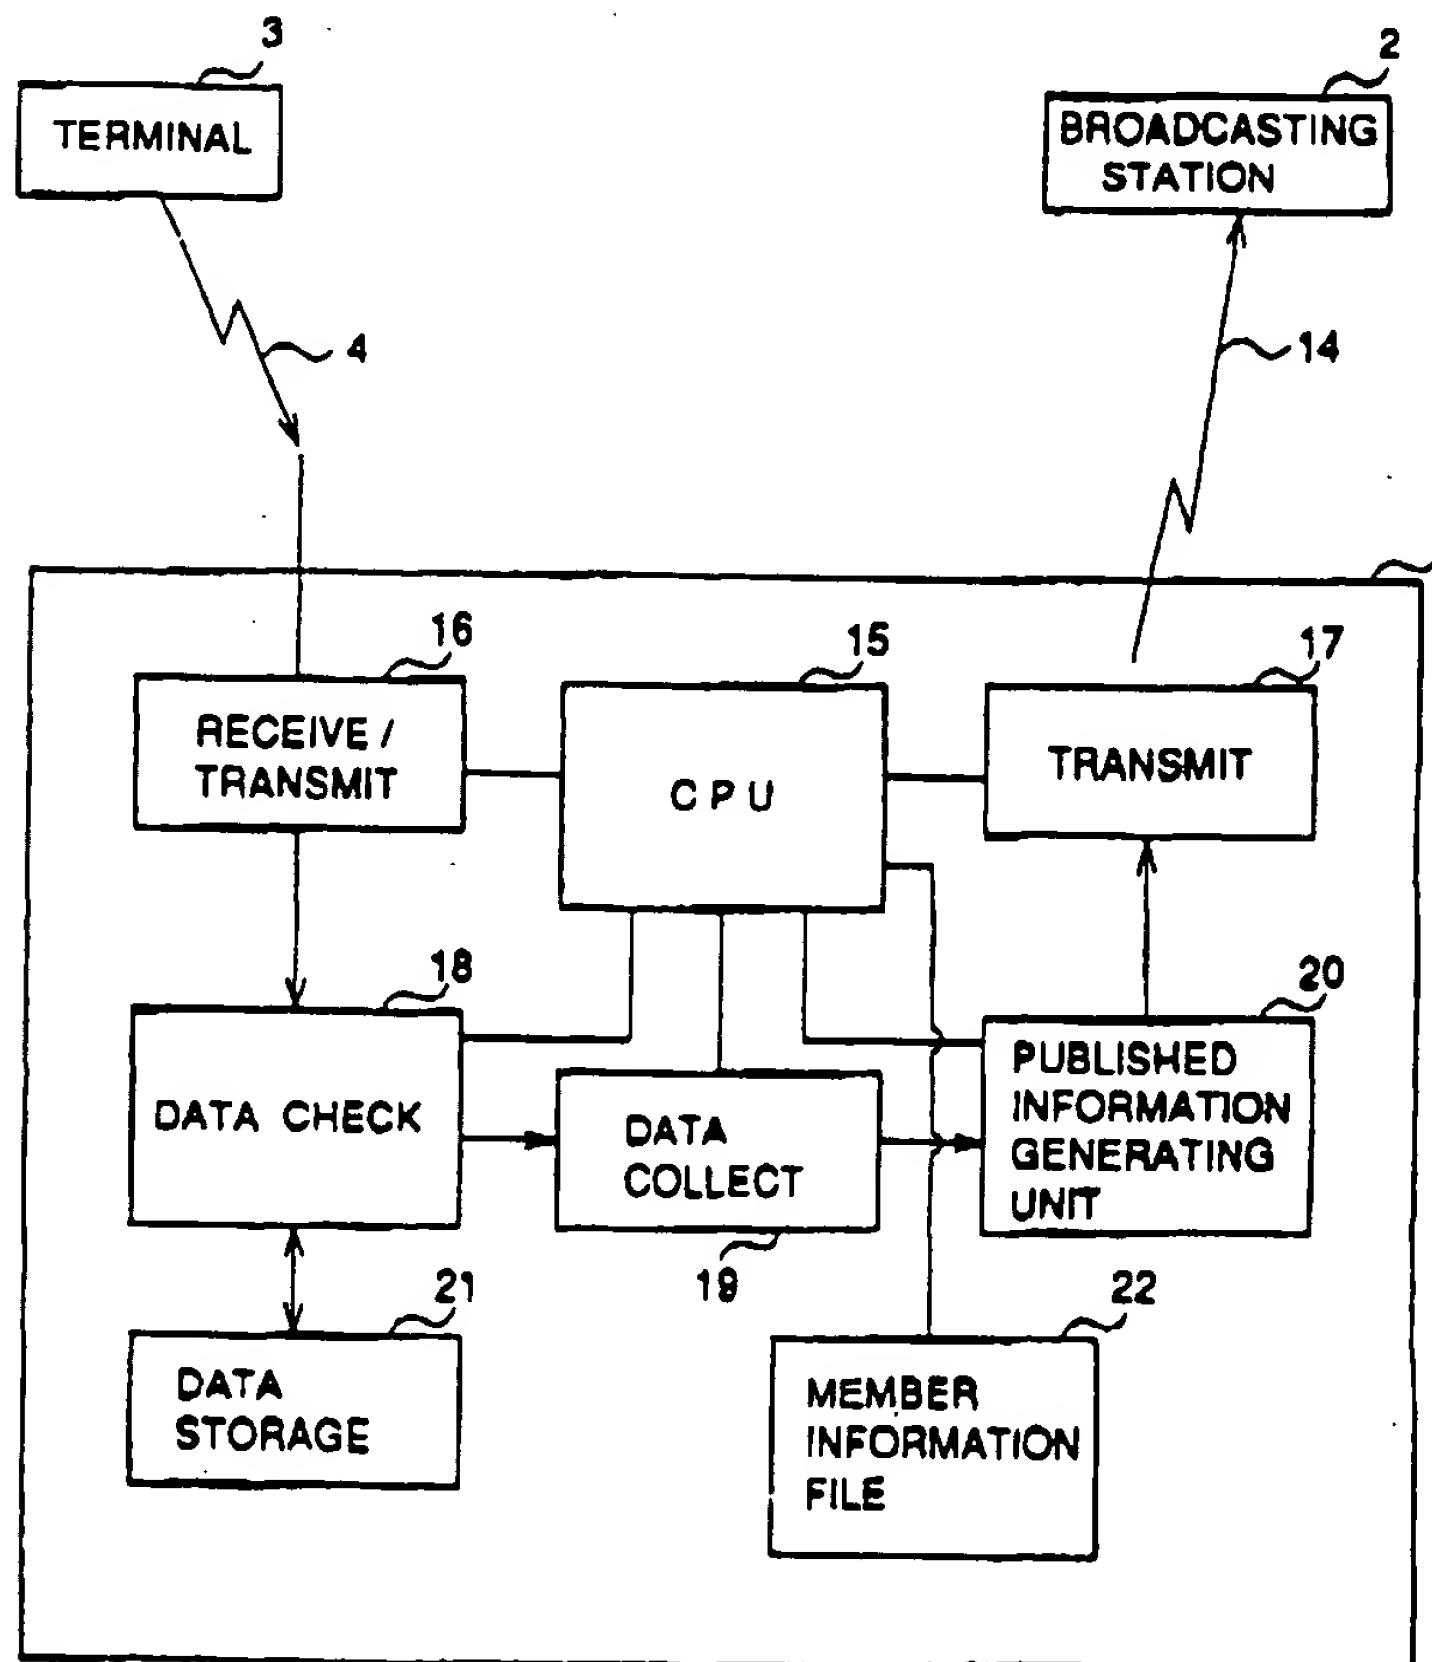 3
TERMINAL
2
BROADCASTING
STATION
4
14
16
RECEIVE /
TRANSMIT
15
CPU
17
TRANSMIT
18
DATA CHECK
DATA
COLLECT
19
20
PUBLISHED
INFORMATION
GENERATING
UNIT
21
DATA
STORAGE
22
MEMBER
INFORMATION
FILE